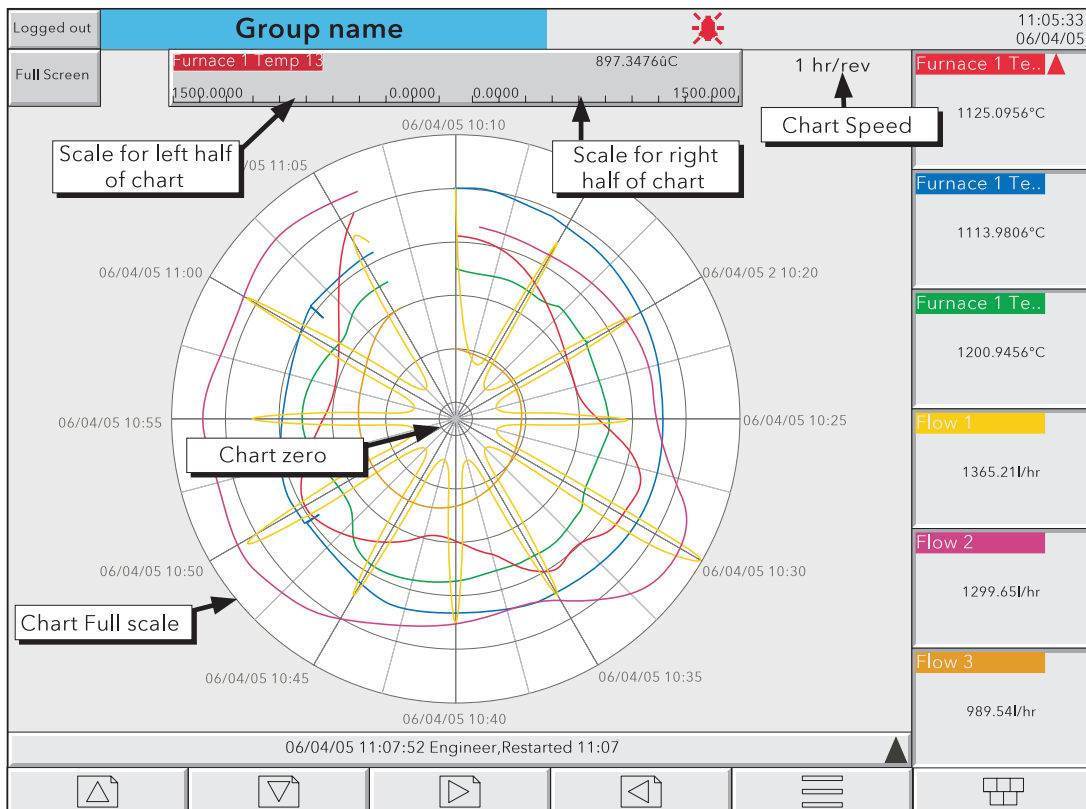 Logged out
Group name
11:05:33
06/04/05
Full Screen
Furnace 1 Temp 13
897.3476ûC
1500.0000
0.0000
0.0000
1500.000
1 hr/rev
Chart Speed
Scale for left half
of chart
Scale for right
half of chart
06/04/05 10:10
05 11:05
06/04/05 2 10:20
06/04/05 11:00
06/04/05 10:55
06/04/05 10:25
Chart zero
06/04/05 10:50
06/04/05 10:30
Chart Full scale
06/04/05 10:45
06/04/05 10:35
06/04/05 10:40
06/04/05 11:07:52 Engineer,Restarted 11:07
Furnace 1 Te..
1125.0956°C
Furnace 1 Te..
1113.9806°C
Furnace 1 Te..
1200.9456°C
Flow 1
1365.21l/hr
Flow 2
1299.65l/hr
Flow 3
989.54l/hr